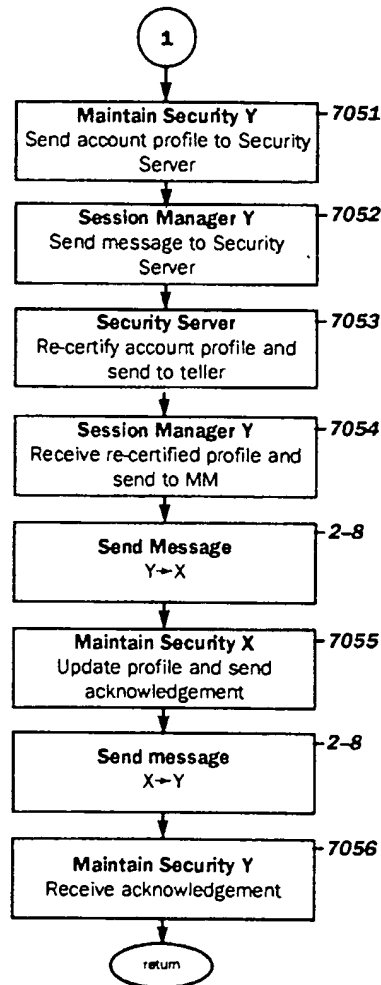 1
Maintain Security Y
7051
Send account profile to Security
Server
Session Manager Y
7052
Send message to Security
Server
Security Server
7053
Re-certify account profile and
send to teller
Session Manager Y
7054
Receive re-certified profile and
send to MM
2-8
Send Message
Y→X
Maintain Security X
7055
Update profile and send
acknowledgement
2-8
Send message
X→Y
Maintain Security Y
7056
Receive acknowledgement
return